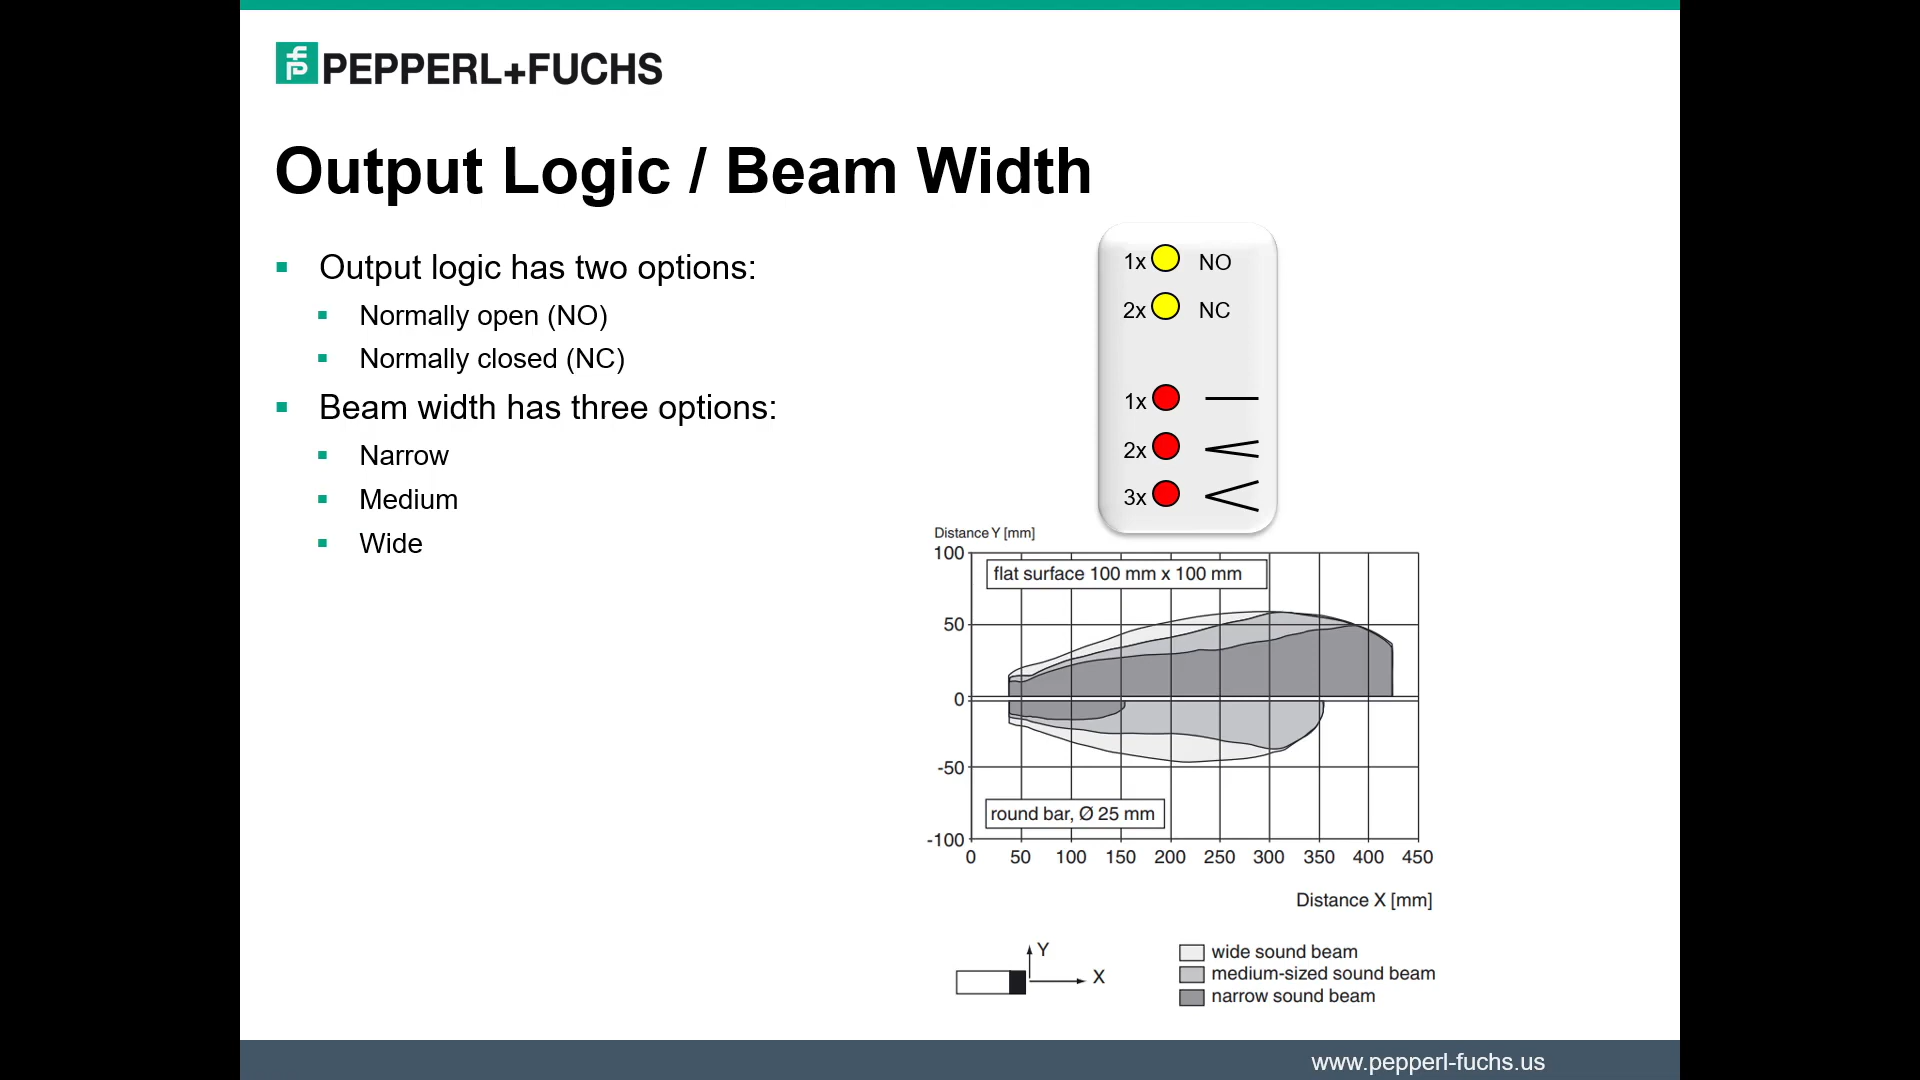 PEPPERL+FUCHS
Output Logic / Beam Width
Output logic has two options:
Normally open (NO)
Normally closed (NC)
Beam width has three options:
Narrow
Medium
Wide
1x NO
2x NC
1x
2x
3x
Distance Y [mm]
100
flat surface 100 mm x 100 mm
50
0
-50
round bar, Ø 25 mm
-100
0 50 100 150 200 250 300 350 400 450
Distance X [mm]
Y
X
wide sound beam
medium-sized sound beam
narrow sound beam
www.pepperl-fuchs.us